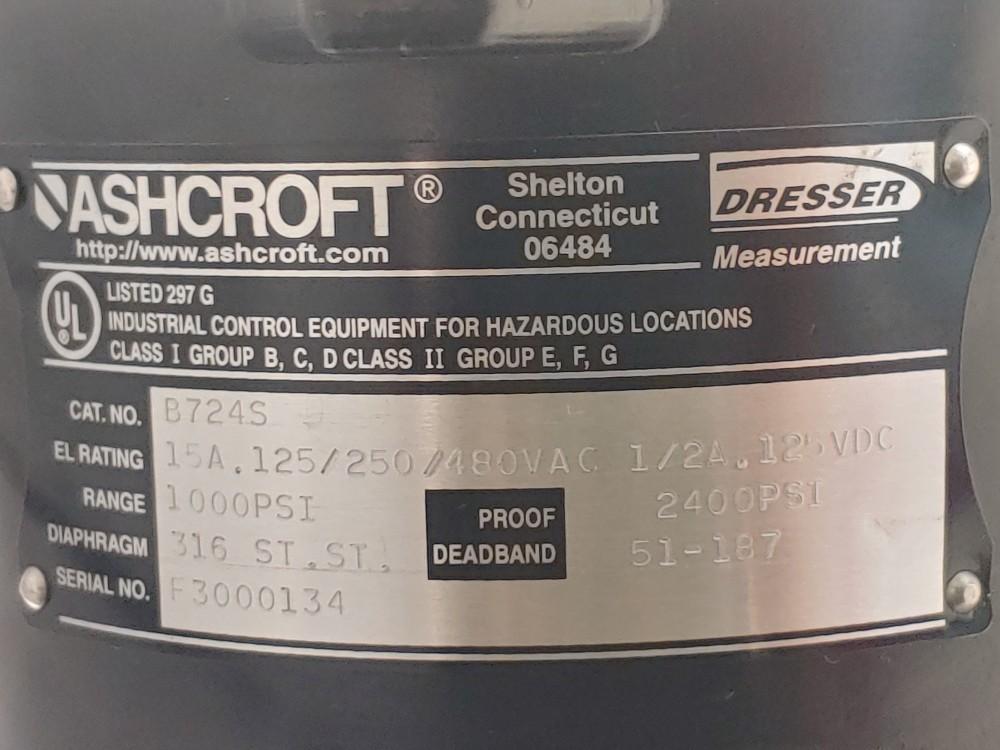 ASHCROFT®
http://www.ashcroft.com
Shelton
Connecticut
06484
DRESSER
Measurement
UL®
LISTED 297 G
INDUSTRIAL CONTROL EQUIPMENT FOR HAZARDOUS LOCATIONS
CLASS I GROUP B, C, D CLASS II GROUP E, F, G
CAT. NO. B724S
EL RATING 15A.125/250/480VAC 1/2A.125VDC
RANGE 1000PSI PROOF 2400PSI
DIAPHRAGM 316 ST.ST. DEADBAND 51-187
SERIAL NO. F3000134